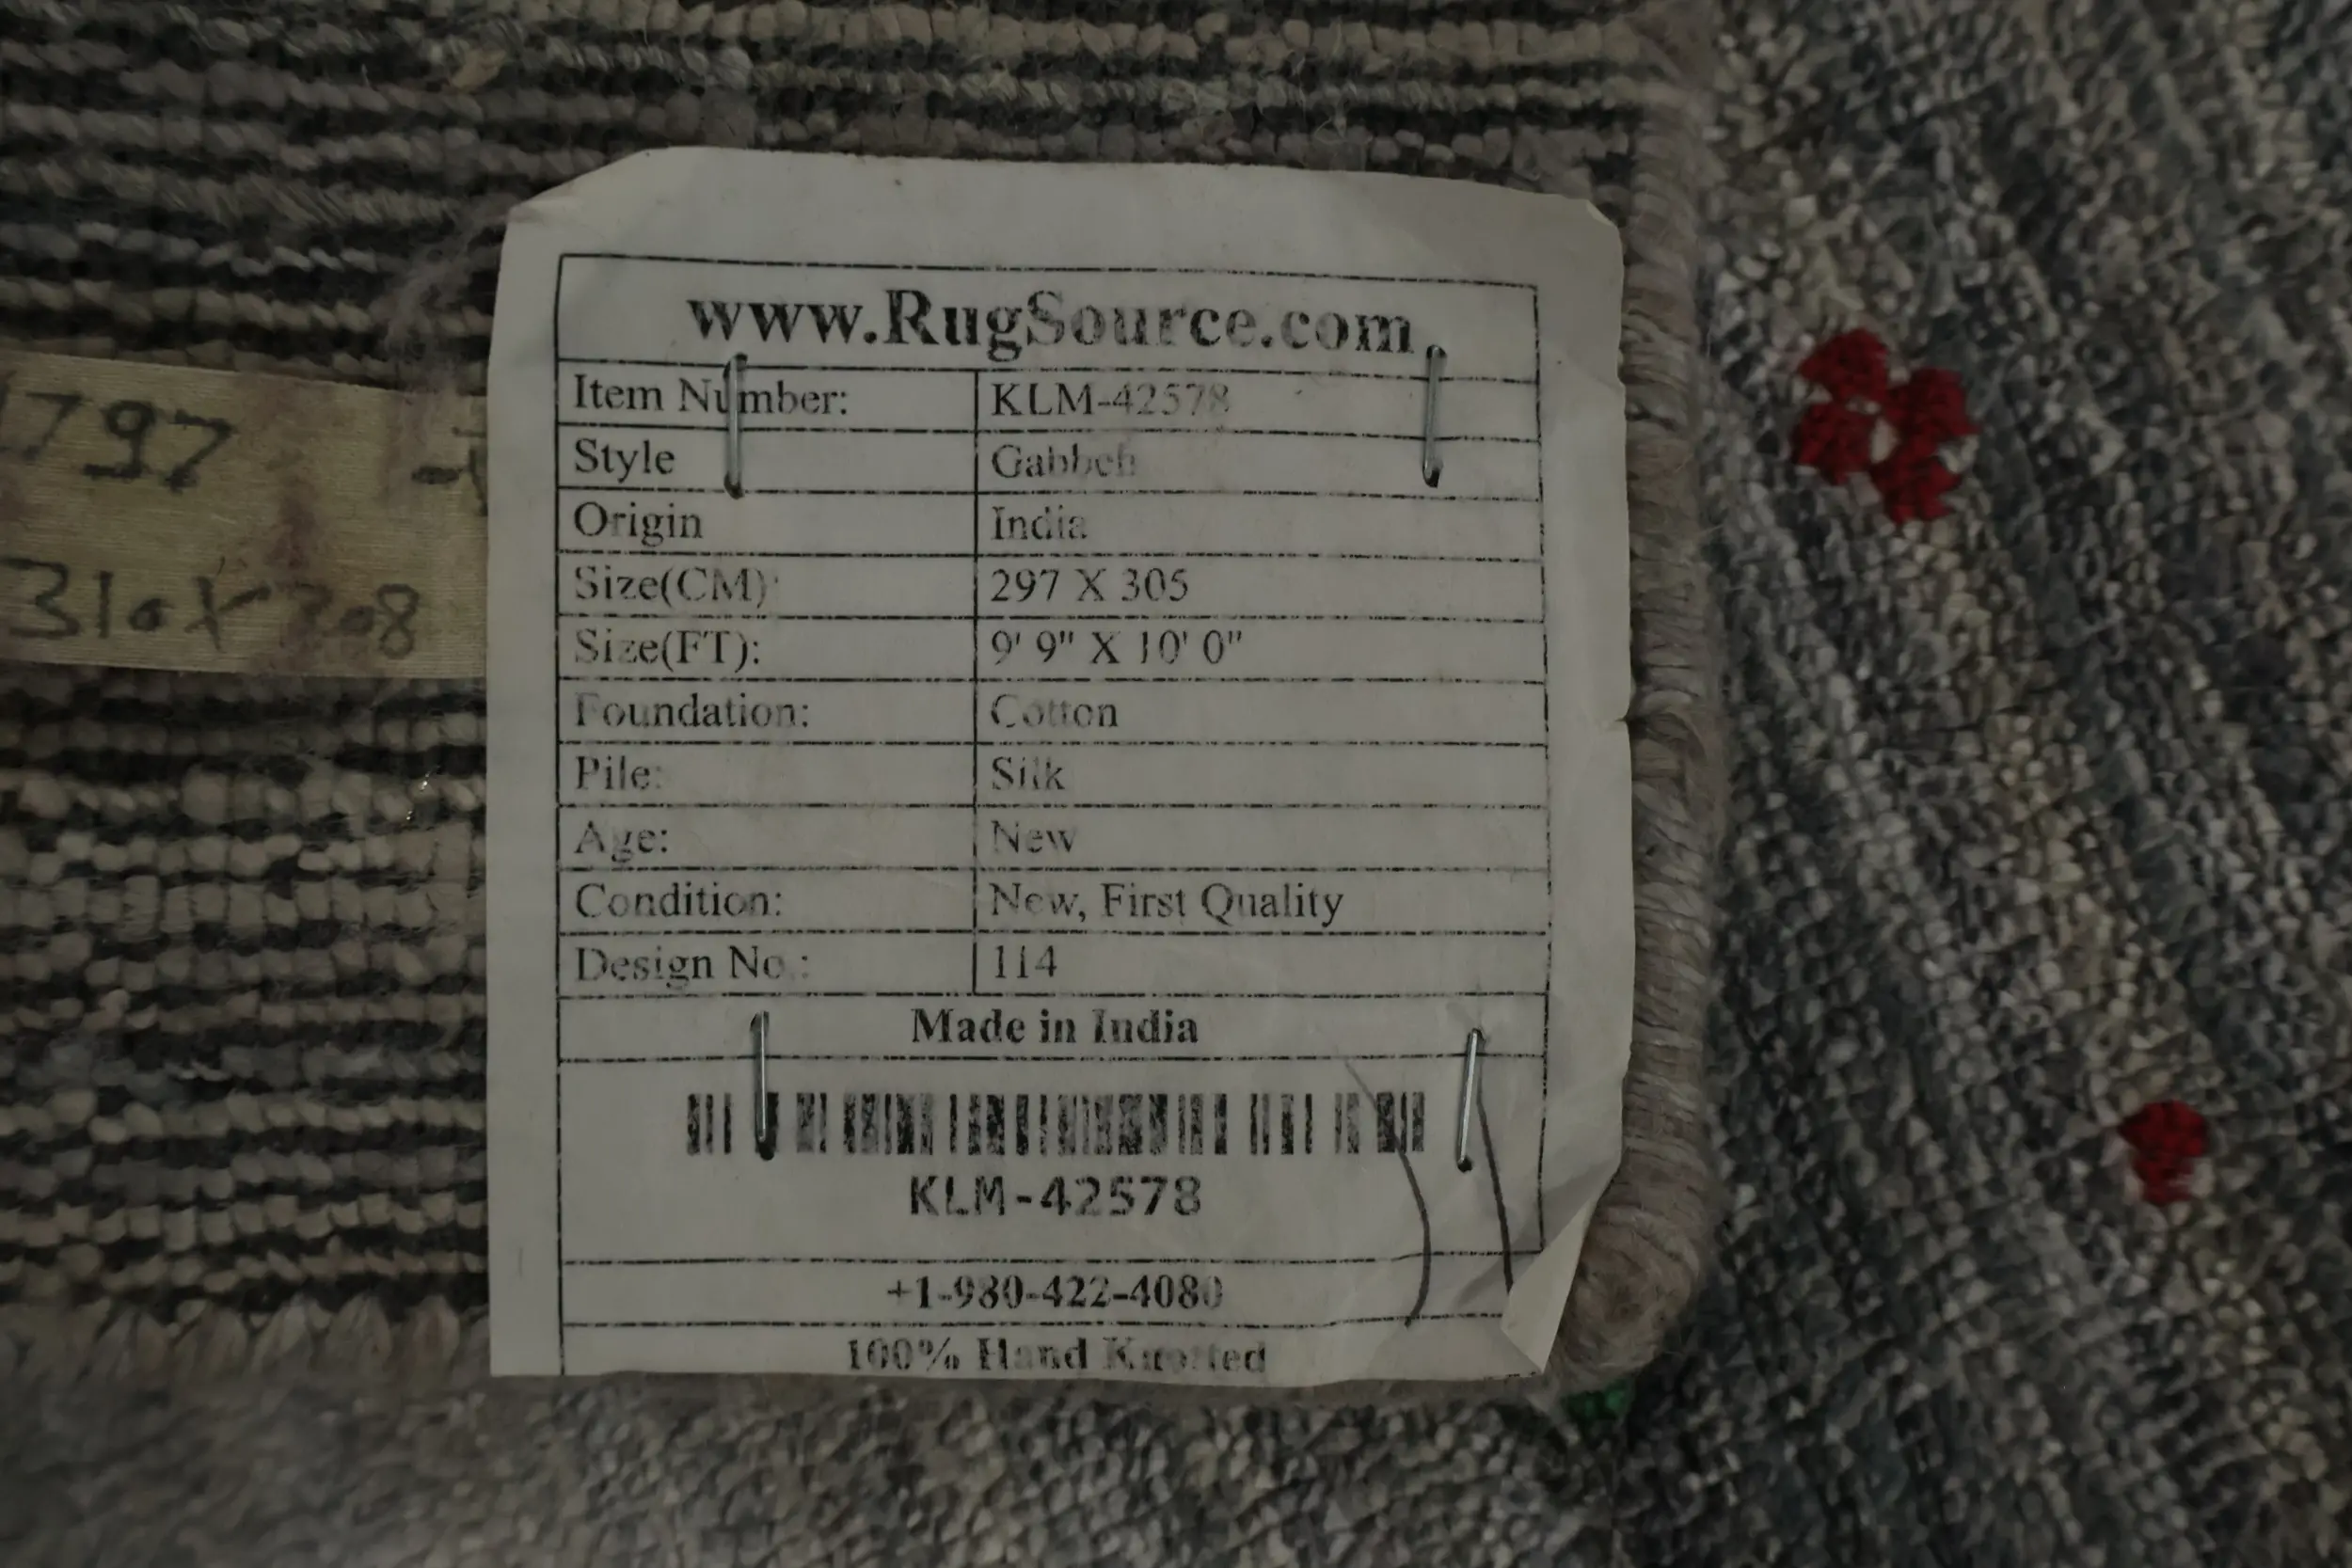 www.RugSource.com
Item Number: KLM-42578
Style Gabbeh
Origin India
Size(CM): 297 X 305
Size(FT): 9' 9" X 10' 0"
Foundation: Cotton
Pile: Silk
Age: New
Condition: New, First Quality
Design No.: 114
Made in India
KLM-42578
+1-980-422-4080
100% Hand Knotted
797
310X308